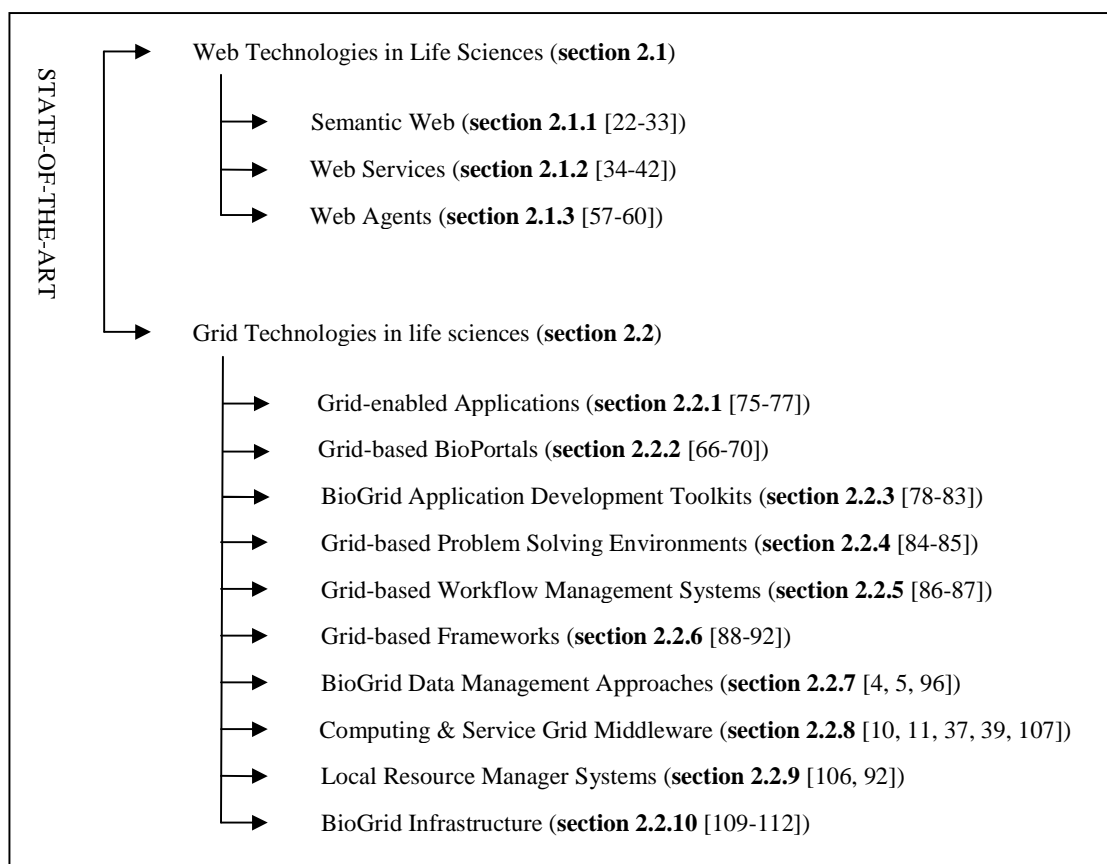 STATE-OF-THE-ART
Web Technologies in Life Sciences (section 2.1)
Semantic Web (section 2.1.1 [22-33])
Web Services (section 2.1.2 [34-42])
Web Agents (section 2.1.3 [57-60])
Grid Technologies in life sciences (section 2.2)
Grid-enabled Applications (section 2.2.1 [75-77])
Grid-based BioPortals (section 2.2.2 [66-70])
BioGrid Application Development Toolkits (section 2.2.3 [78-83])
Grid-based Problem Solving Environments (section 2.2.4 [84-85])
Grid-based Workflow Management Systems (section 2.2.5 [86-87])
Grid-based Frameworks (section 2.2.6 [88-92])
BioGrid Data Management Approaches (section 2.2.7 [4, 5, 96])
Computing & Service Grid Middleware (section 2.2.8 [10, 11, 37, 39, 107])
Local Resource Manager Systems (section 2.2.9 [106, 92])
BioGrid Infrastructure (section 2.2.10 [109-112])